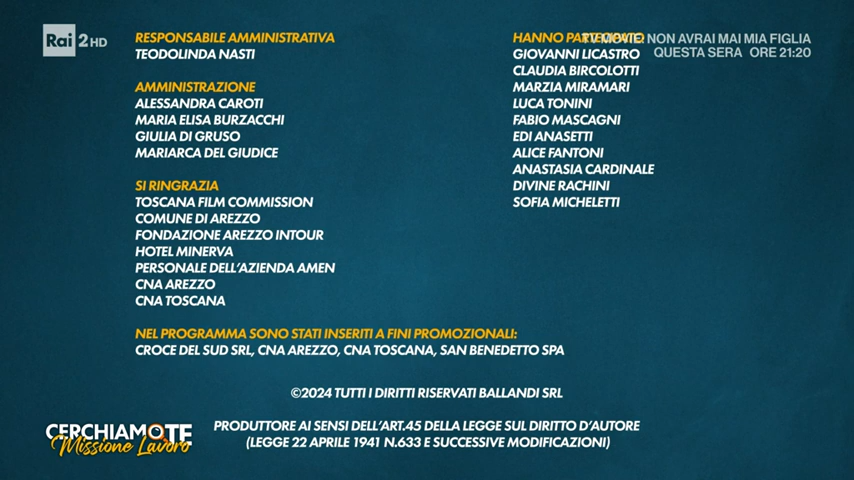 Rai 2HD
RESPONSABILE AMMINISTRATIVA
TEODOLINDA NASTI
AMMINISTRAZIONE
ALESSANDRA CAROTI
MARIA ELISA BURZACCHI
GIULIA DI GRUSO
MARIARCA DEL GIUDICE
SI RINGRAZIA
TOSCANA FILM COMMISSION
COMUNE DI AREZZO
FONDAZIONE AREZZO INTOUR
HOTEL MINERVA
PERSONALE DELL'AZIENDA AMEN
CNA AREZZO
CNA TOSCANA
HANNO PARTECIPATO
TV MOVIE: NON AVRAI MAI MIA FIGLIA
QUESTA SERA ORE 21:20
GIOVANNI LICASTRO
CLAUDIA BIRCOLOTTI
MARZIA MIRAMARI
LUCA TONINI
FABIO MASCAGNI
EDI ANASETTI
ALICE FANTONI
ANASTASIA CARDINALE
DIVINE RACHINI
SOFIA MICHELETTI
NEL PROGRAMMA SONO STATI INSERITI A FINI PROMOZIONALI:
CROCE DEL SUD SRL, CNA AREZZO, CNA TOSCANA, SAN BENEDETTO SPA
©2024 TUTTI I DIRITTI RISERVATI BALLANDI SRL
PRODUTTORE AI SENSI DELL'ART.45 DELLA LEGGE SUL DIRITTO D'AUTORE
(LEGGE 22 APRILE 1941 N.633 E SUCCESSIVE MODIFICAZIONI)
CERCHIAMOTE
Missione Lavoro